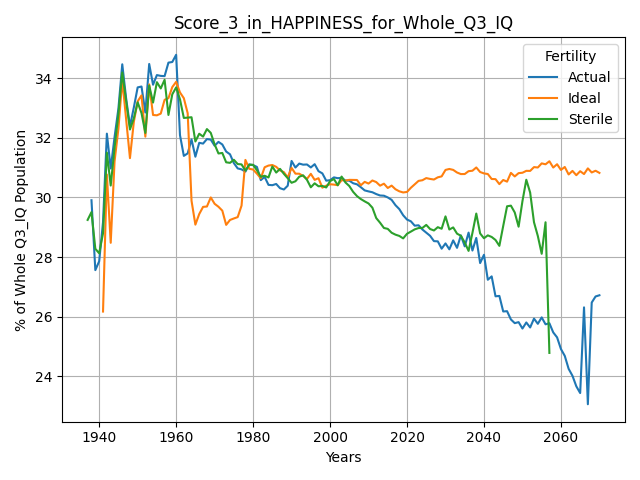 Score_3_in_HAPPINESS_for_Whole_Q3_IQ
Fertility
Actual
Ideal
Sterile
% of Whole Q3_IQ Population
34
32
30
28
26
24
1940 1960 1980 2000 2020 2040 2060
Years